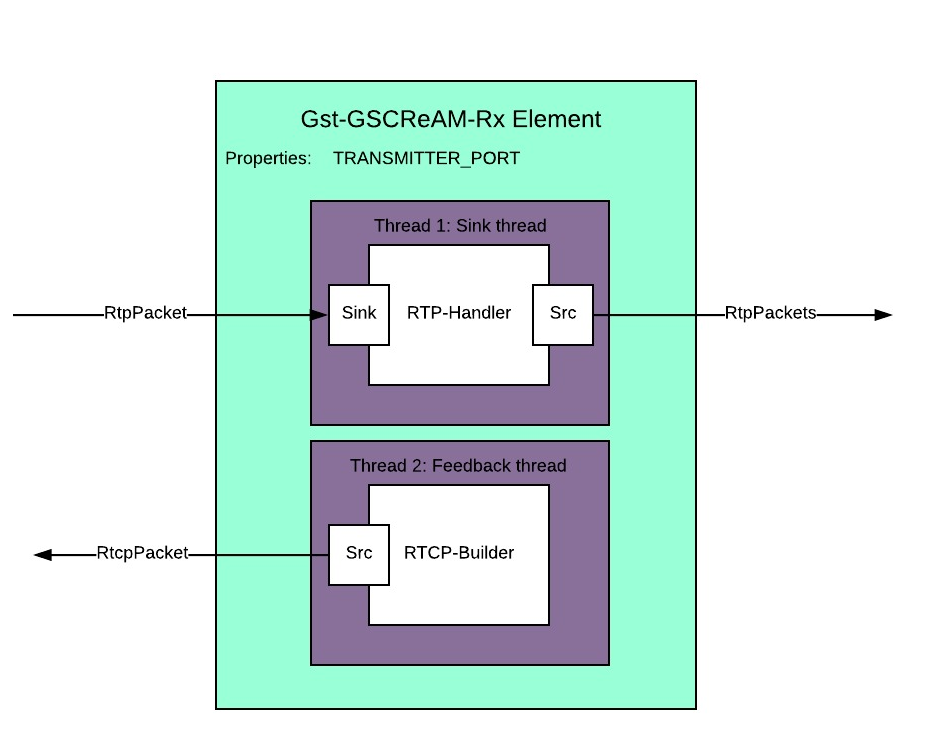 Gst-GSCReAM-Rx Element
Properties: TRANSMITTER_PORT
Thread 1: Sink thread
RtpPacket
Sink
RTP-Handler
Src
RtpPackets
Thread 2: Feedback thread
RtcpPacket
Src
RTCP-Builder